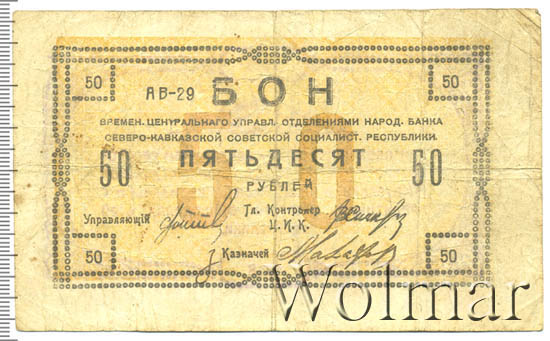 50 АВ-29 БОН 50
ВРЕМЕН. ЦЕНТРАЛЬНАГО УПРАВЛ. ОТДЕЛЕНИЯМИ НАРОД. БАНКА
СЕВЕРО-КАВКАЗСКОЙ СОВЕТСКОЙ СОЦИАЛИСТ. РЕСПУБЛИКИ.
50 ПЯТЬДЕСЯТ 50
РУБЛЕЙ
50
Управляющій Гл. Контролер
Ц. И. К.
50 Казначей 50
Wolmar